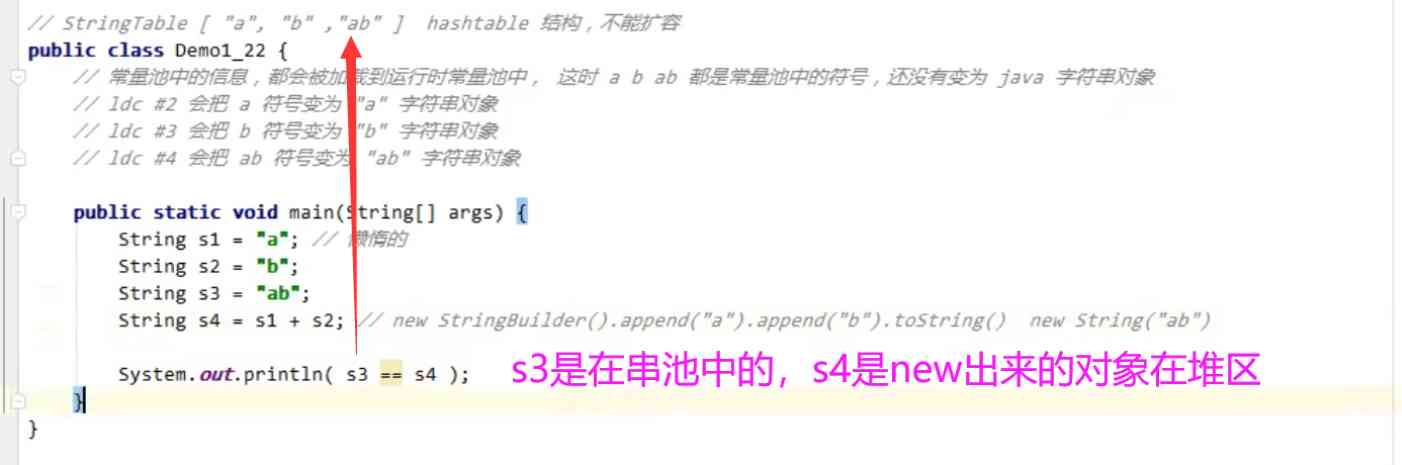 // StringTable [ "a", "b" ,"ab" ]  hashtable 结构，不能扩容
public class Demo1_22 {
// 常量池中的信息，都会被加载到运行时常量池中， 这时 a b ab 都是常量池中的符号，还没有变为 java 字符串对象
// ldc #2 会把 a 符号变为 "a" 字符串对象
// ldc #3 会把 b 符号变为 "b" 字符串对象
// ldc #4 会把 ab 符号变为 "ab" 字符串对象
public static void main(String[] args) {
String s1 = "a"; // 懒惰的
String s2 = "b";
String s3 = "ab";
String s4 = s1 + s2; // new StringBuilder().append("a").append("b").toString()  new String("ab")
System.out.println( s3 == s4 );
s3是在串池中的，s4是new出来的对象在堆区
}
}